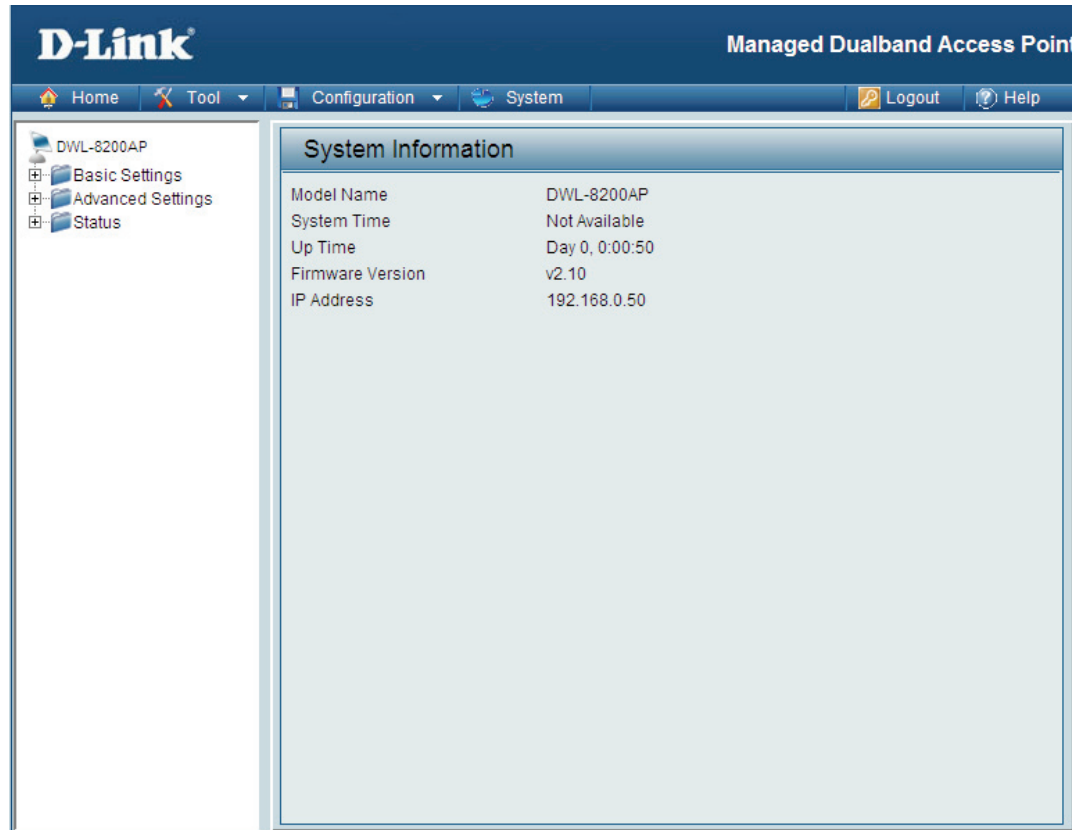 D-Link
Managed Dualband Access Point
Home Tool Configuration System Logout Help
DWL-8200AP
Basic Settings
Advanced Settings
Status
System Information
Model Name DWL-8200AP
System Time Not Available
Up Time Day 0, 0:00:50
Firmware Version v2.10
IP Address 192.168.0.50